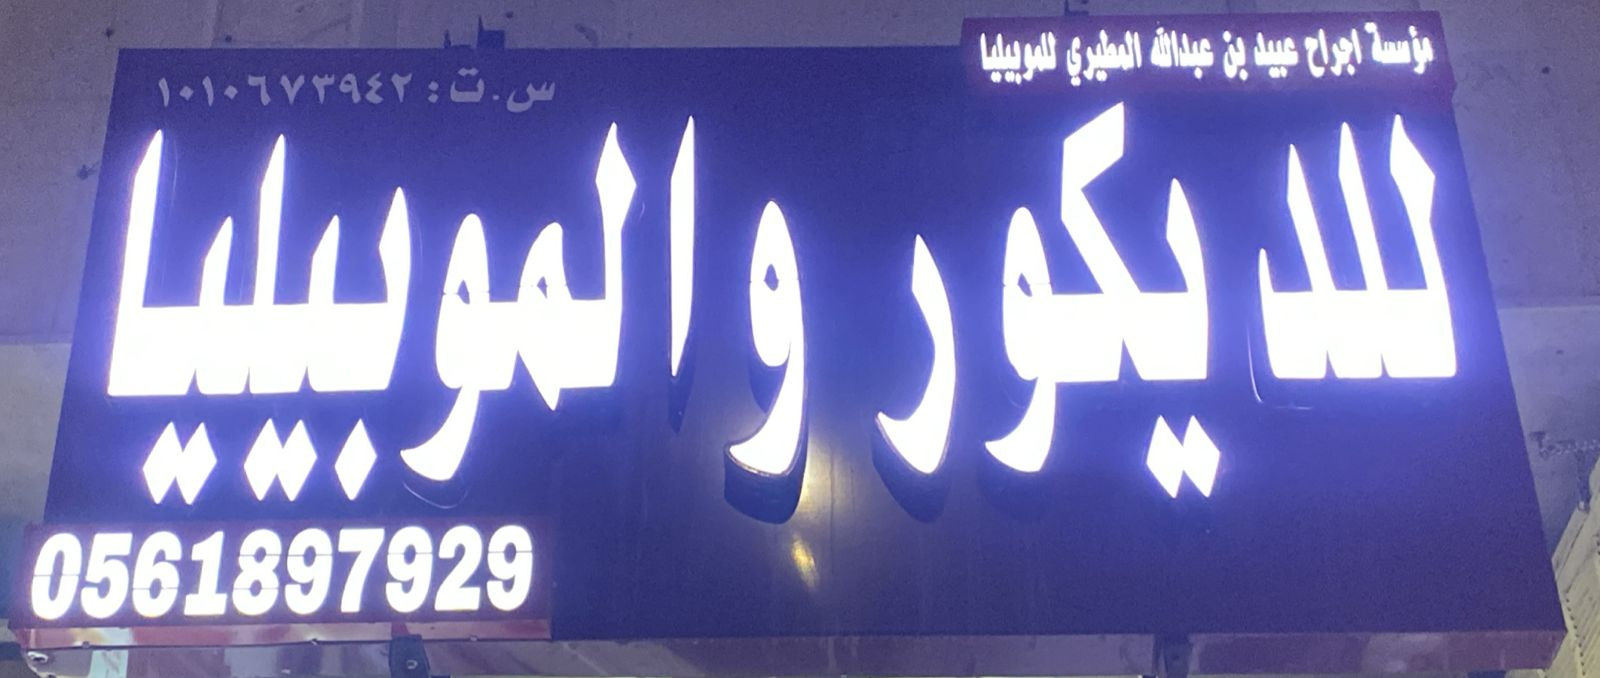 مؤسسة اجراح عبيد بن عبدالله المطيري للموبيليا
س.ت: ١٠١٠٦٧٣٩٤٢
للديكور والموبيليا
0561897929